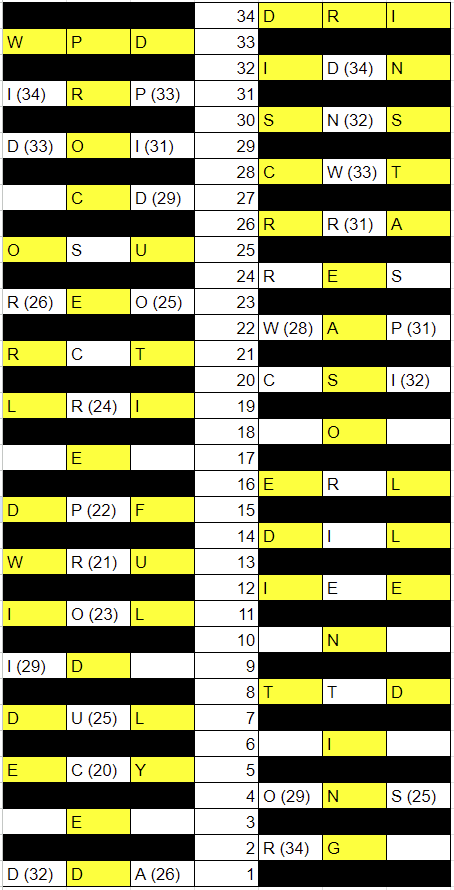 34 D R I
W P D 33
32 I D (34) N
I (34) R P (33) 31
30 S N (32) S
D (33) O I (31) 29
28 C W (33) T
C D (29) 27
26 R R (31) A
O S U 25
24 R E S
R (26) E O (25) 23
22 W (28) A P (31)
R C T 21
20 C S I (32)
L R (24) I 19
18 O
E 17
16 E R L
D P (22) F 15
14 D I L
W R (21) U 13
12 I E E
I O (23) L 11
10 N
I (29) D 9
8 T T D
D U (25) L 7
6 I
E C (20) Y 5
4 O (29) N S (25)
E 3
2 R (34) G
D (32) D A (26) 1